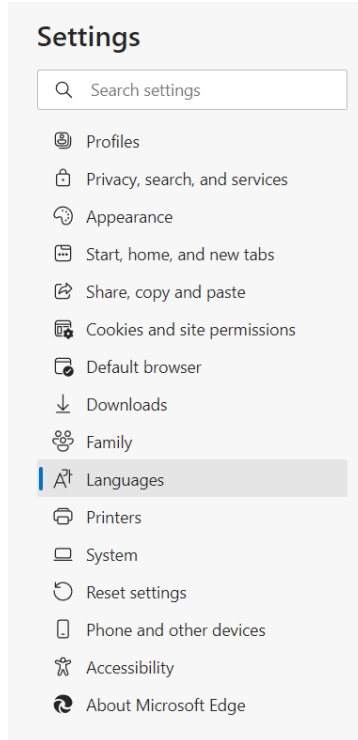 Settings
Search settings
Profiles
Privacy, search, and services
Appearance
Start, home, and new tabs
Share, copy and paste
Cookies and site permissions
Default browser
Downloads
Family
Languages
Printers
System
Reset settings
Phone and other devices
Accessibility
About Microsoft Edge